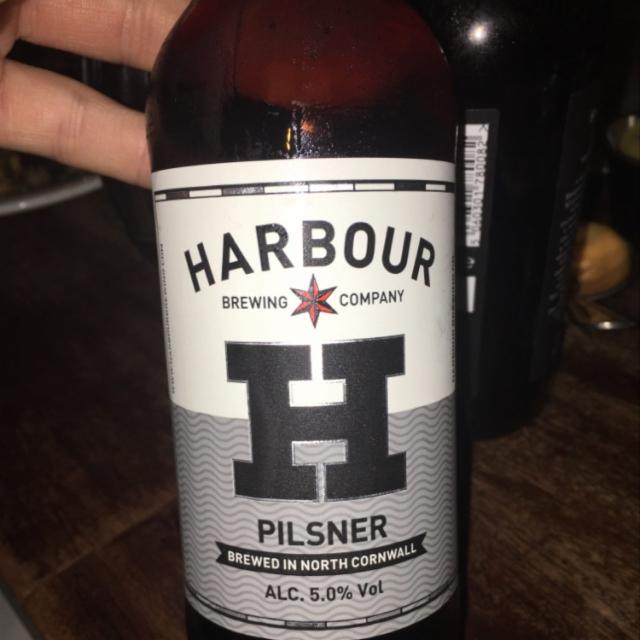 HARBOUR
BREWING COMPANY
H
PILSNER
BREWED IN NORTH CORNWALL
ALC. 5.0% Vol